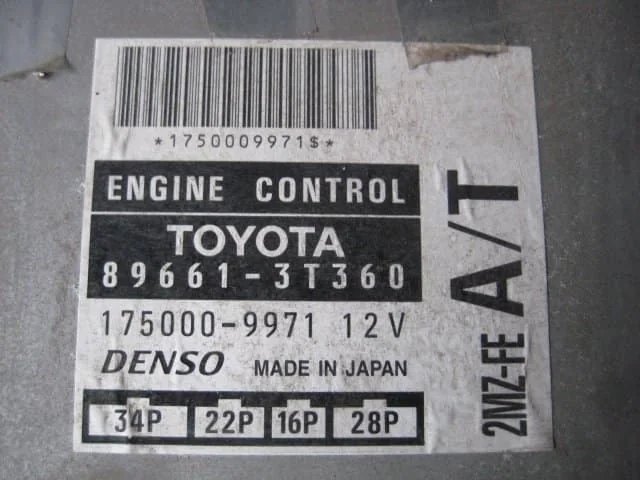 *1750009971$*
ENGINE CONTROL
TOYOTA
89661-3T360
175000-9971 12V
DENSO MADE IN JAPAN
34P 22P 16P 28P
2MZ-FE A/T